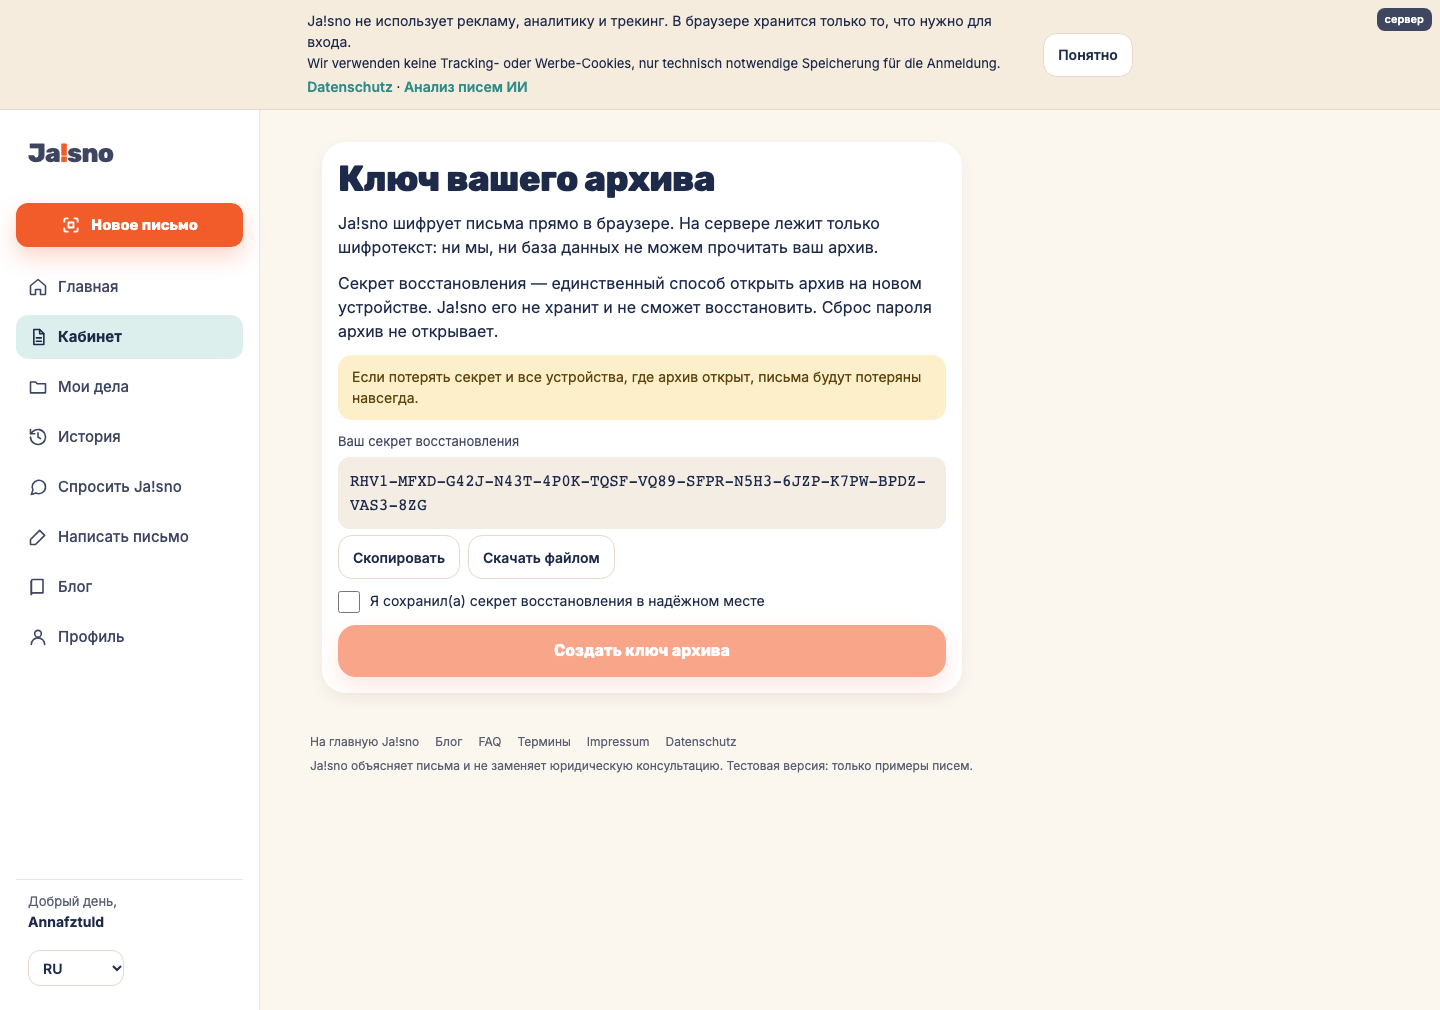 Ja!sno не использует рекламу, аналитику и трекинг. В браузере хранится только то, что нужно для
входа.
Wir verwenden keine Tracking- oder Werbe-Cookies, nur technisch notwendige Speicherung für die Anmeldung.
Datenschutz · Анализ писем ИИ
Понятно
сервер
Ja!sno
Новое письмо
Главная
Кабинет
Мои дела
История
Спросить Ja!sno
Написать письмо
Блог
Профиль
Добрый день,
Annafztuld
RU
Ключ вашего архива
Ja!sno шифрует письма прямо в браузере. На сервере лежит только
шифротекст: ни мы, ни база данных не можем прочитать ваш архив.
Секрет восстановления — единственный способ открыть архив на новом
устройстве. Ja!sno его не хранит и не сможет восстановить. Сброс пароля
архив не открывает.
Если потерять секрет и все устройства, где архив открыт, письма будут потеряны
навсегда.
Ваш секрет восстановления
RHV1-MFXD-G42J-N43T-4P0K-TQSF-VQ89-SFPR-N5H3-6JZP-K7PW-BPDZ-
VAS3-8ZG
Скопировать
Скачать файлом
Я сохранил(а) секрет восстановления в надёжном месте
Создать ключ архива
На главную Ja!sno Блог FAQ Термины Impressum Datenschutz
Ja!sno объясняет письма и не заменяет юридическую консультацию. Тестовая версия: только примеры писем.